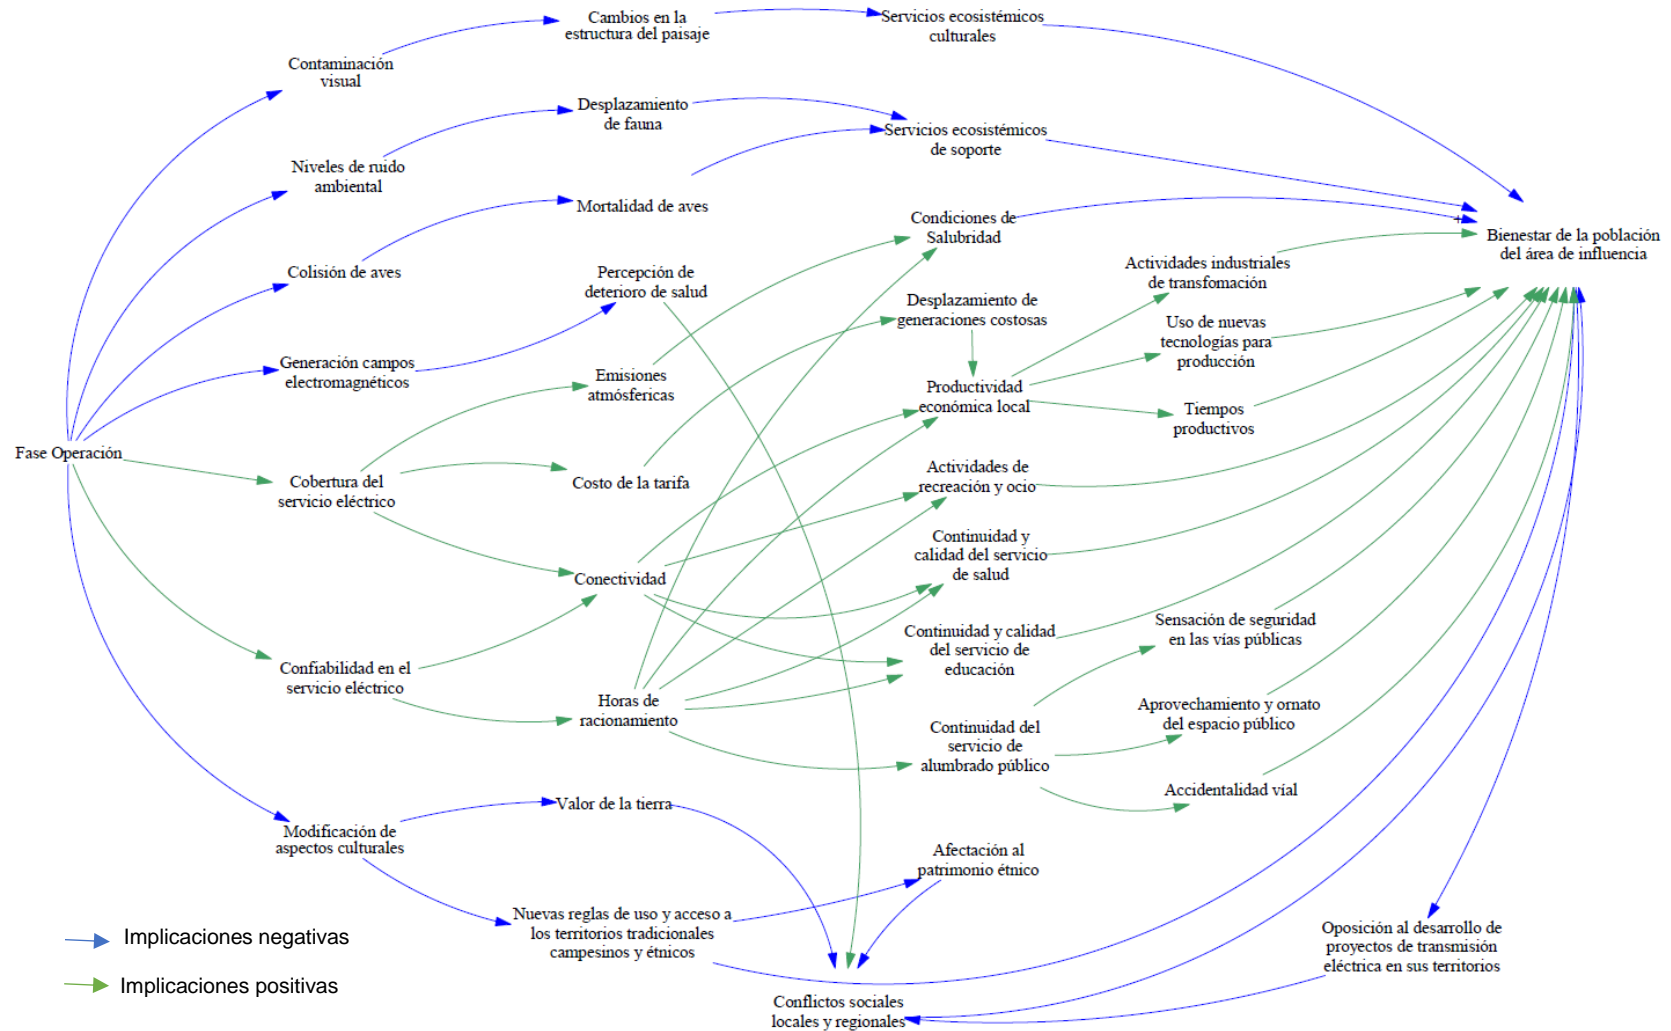 Cambios en la
estructura del paisaje
Servicios ecosistémicos
culturales
Contaminación
visual
Desplazamiento
de fauna
Servicios ecosistémicos
de soporte
Niveles de ruido
ambiental
Mortalidad de aves
Condiciones de
Salubridad
+
Bienestar de la población
del área de influencia
Colisión de aves
Percepción de
deterioro de salud
Actividades industriales
de transfomación
Desplazamiento de
generaciones costosas
Uso de nuevas
tecnologías para
producción
Generación campos
electromagnéticos
Emisiones
atmósfericas
Productividad
económica local
Tiempos
productivos
Fase Operación
Cobertura del
servicio eléctrico
Costo de la tarifa
Actividades de
recreación y ocio
Continuidad y
calidad del servicio
de salud
Conectividad
Continuidad y calidad
del servicio de
educación
Sensación de seguridad
en las vías públicas
Confiabilidad en el
servicio eléctrico
Horas de
racionamiento
Aprovechamiento y ornato
del espacio público
Continuidad del
servicio de
alumbrado público
Accidentalidad víal
Valor de la tierra
Modificación de
aspectos culturales
Afectación al
patrimonio étnico
Nuevas reglas de uso y acceso a
los territorios tradicionales
campesinos y étnicos
Oposición al desarrollo de
proyectos de transmisión
eléctrica en sus territorios
Conflictos sociales
locales y regionales
Implicaciones negativas
Implicaciones positivas